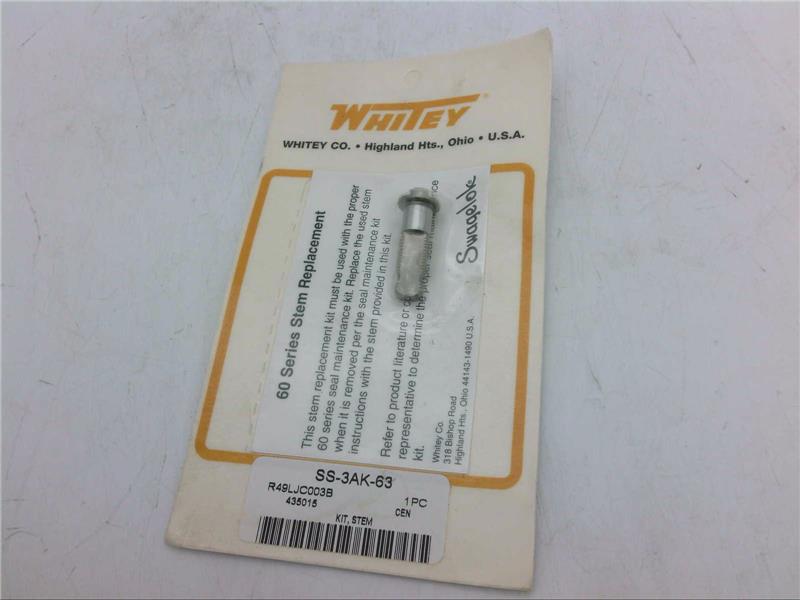 WHITEY
WHITEY CO. • Highland Hts., Ohio • U.S.A.
60 Series Stem Replacement
This stem replacement kit must be used with the proper
60 series seal maintenance kit. Replace the used stem
when it is removed per the seal maintenance kit
instructions with the stem provided in this kit.
Refer to product literature or
representative to determine the proper seal
kit.
Whitey Co.
318 Bishop Road
Highland Hts., Ohio 44143-1490 U.S.A.
Swagelok
SS-3AK-63
R49LJC003B 1PC
435015 CEN
KIT, STEM